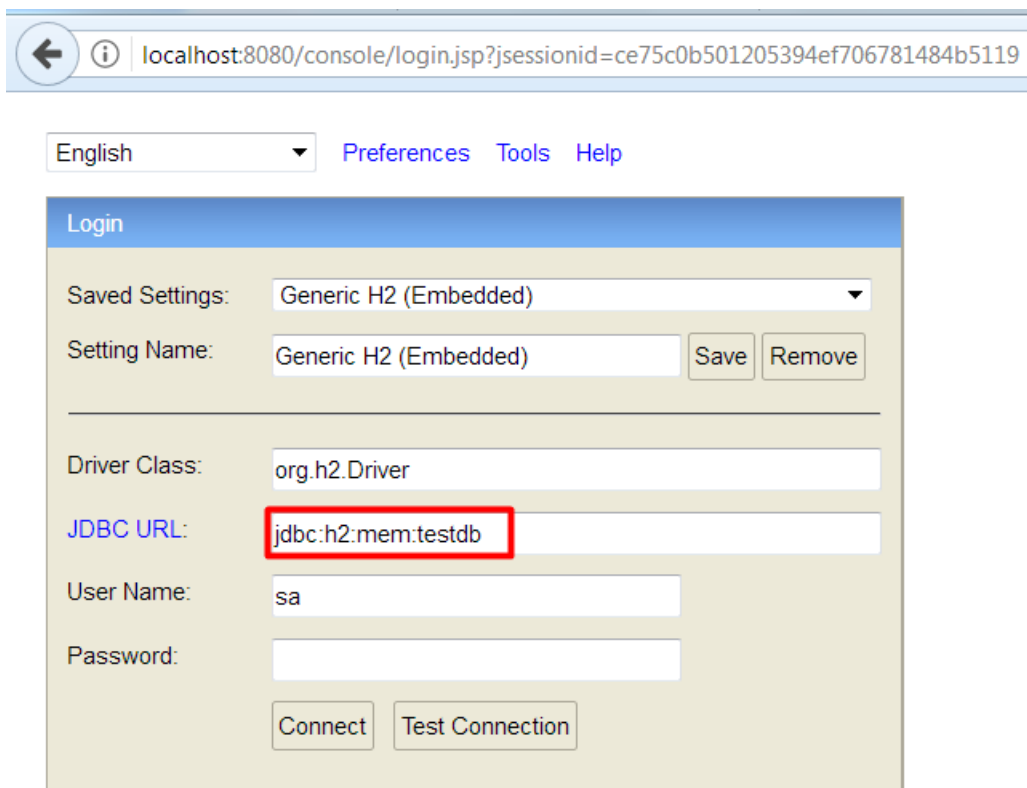 localhost:8080/console/login.jsp?jsessionid=ce75c0b501205394ef706781484b5119
English Preferences Tools Help
Login
Saved Settings: Generic H2 (Embedded)
Setting Name: Generic H2 (Embedded) Save Remove
Driver Class: org.h2.Driver
JDBC URL: jdbc:h2:mem:testdb
User Name: sa
Password:
Connect Test Connection